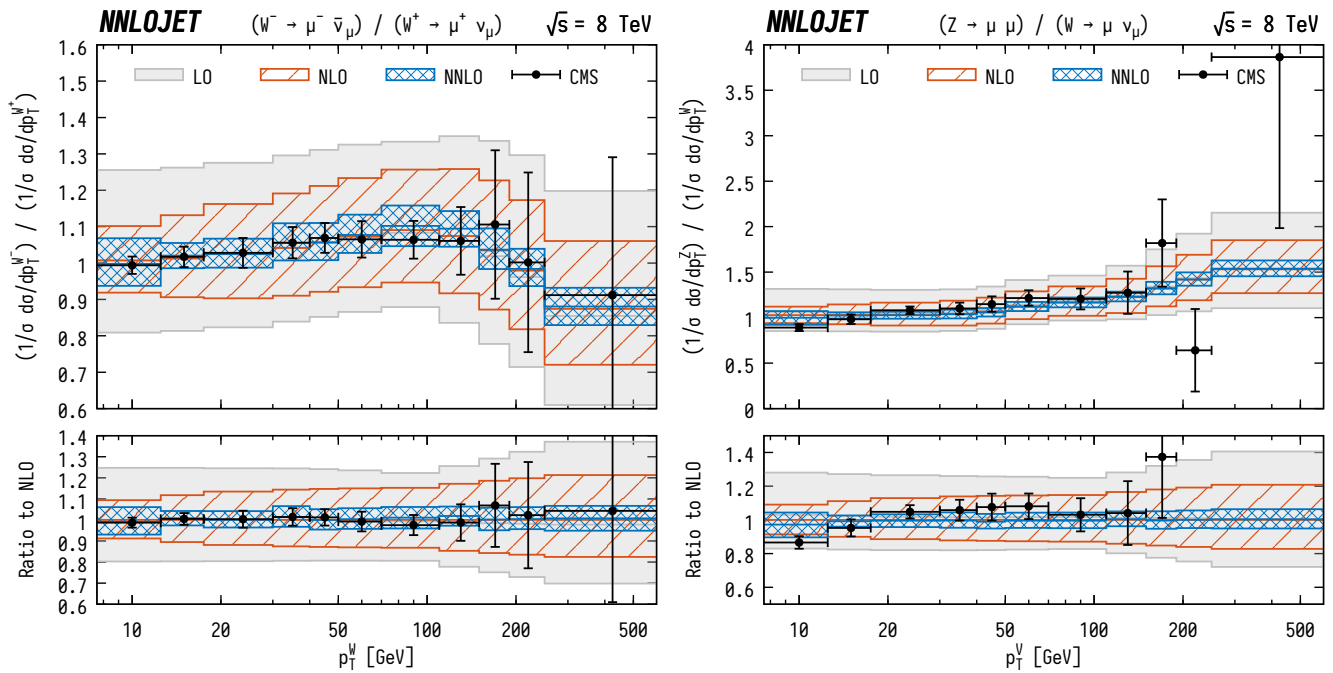 NNLOJET (W⁻ → μ⁻ ν̄_μ) / (W⁺ → μ⁺ ν_μ) √s = 8 TeV
LO NLO NNLO CMS
(1/σ dσ/dp_T^{W⁻}) / (1/σ dσ/dp_T^{W⁺})
1.6
1.5
1.4
1.3
1.2
1.1
1
0.9
0.8
0.7
0.6
Ratio to NLO
1.4
1.3
1.2
1.1
1
0.9
0.8
0.7
0.6
10 20 50 100 200 500
p_T^W [GeV]
NNLOJET (Z → μ μ) / (W → μ ν_μ) √s = 8 TeV
LO NLO NNLO CMS
(1/σ dσ/dp_T^Z) / (1/σ dσ/dp_T^W)
4
3.5
3
2.5
2
1.5
1
0.5
0
Ratio to NLO
1.4
1.2
1
0.8
0.6
10 20 50 100 200 500
p_T^V [GeV]